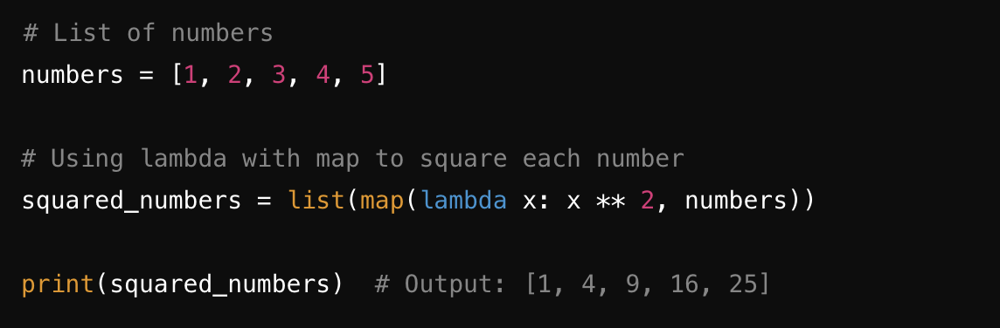 # List of numbers
numbers = [1, 2, 3, 4, 5]
# Using lambda with map to square each number
squared_numbers = list(map(lambda x: x ** 2, numbers))
print(squared_numbers)  # Output: [1, 4, 9, 16, 25]